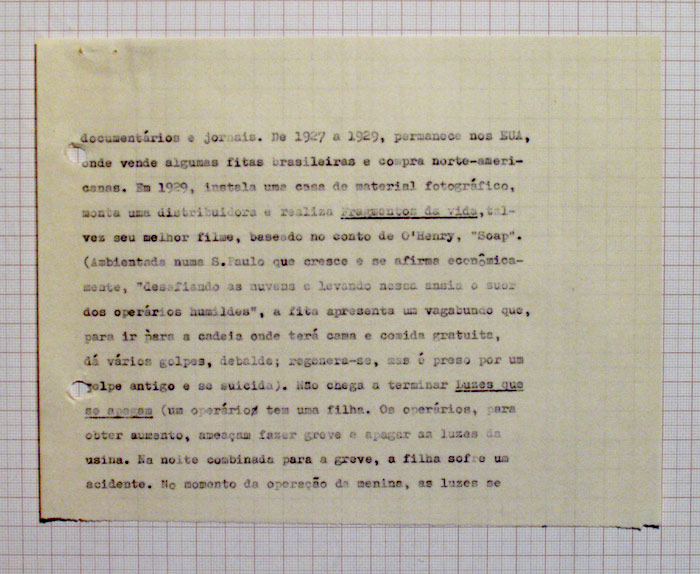 documentários e jornais. De 1927 a 1929, permanece nos EUA,
onde vende algumas fitas brasileiras e compra norte-ameri-
canas. Em 1929, instala uma casa de material fotográfico,
monta uma distribuidora e realiza Fragmentos da vida, tal-
vez seu melhor filme, baseado no conto de O'Henry, "Soap".
(Ambientada numa S.Paulo que cresce e se afirma econômica-
mente, "desafiando as nuvens e levando nessa ansia o suor
dos operários humildes", a fita apresenta um vagabundo que,
para ir para a cadeia onde terá cama e comida gratuita,
dá vários golpes, debalde; regenera-se, mas é preso por um
golpe antigo e se suicida). Não chega a terminar Luzes que
se apagam (um operário tem uma filha. Os operários, para
obter aumento, ameaçam fazer greve e apagar as luzes da
usina. Na noite combinada para a greve, a filha sofre um
acidente. No momento da operação da menina, as luzes se